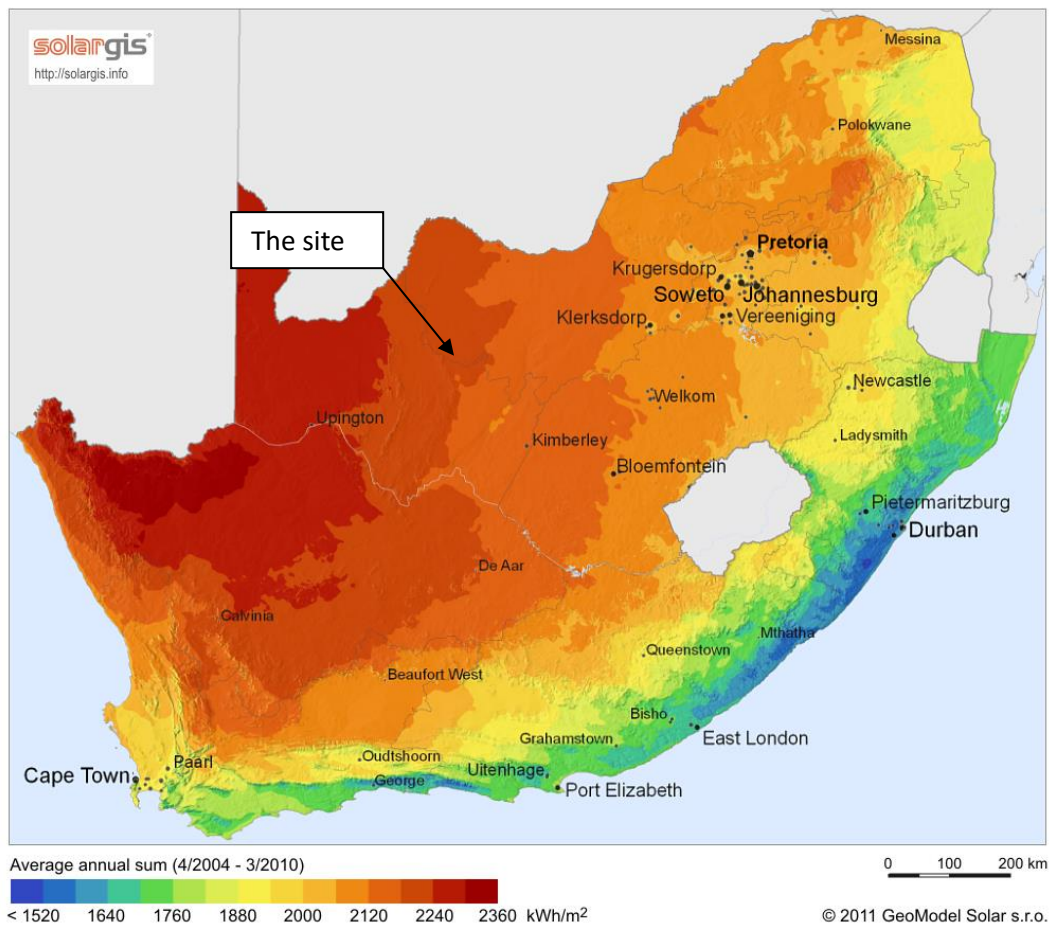 solargis
http://solargis.info
Messina
Polokwane
The site
Pretoria
Krugersdorp
Soweto
Johannesburg
Klerksdorp
Vereeniging
Newcastle
Welkom
Upington
Ladysmith
Kimberley
Bloemfontein
Pietermaritzburg
Durban
De Aar
Calvinia
Mthatha
Queenstown
Beaufort West
Bisho
Grahamstown
East London
Oudtshoorn
Paarl
Cape Town
George
Uitenhage
Port Elizabeth
Average annual sum (4/2004 - 3/2010)
0 100 200 km
< 1520 1640 1760 1880 2000 2120 2240 2360 kWh/m²
© 2011 GeoModel Solar s.r.o.